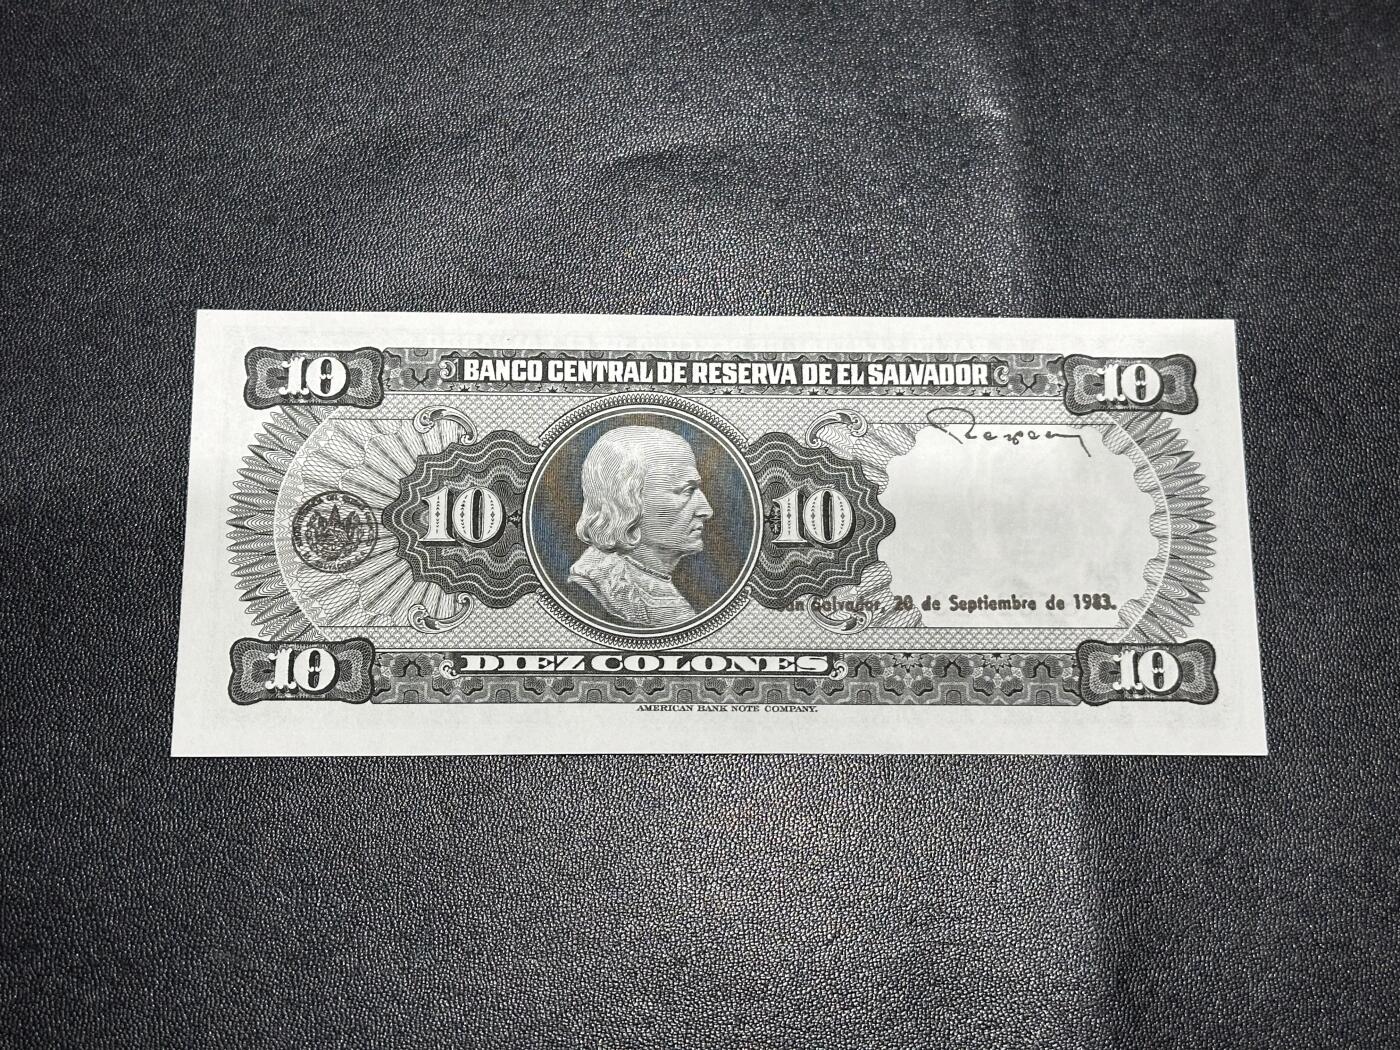 10 BANCO CENTRAL DE RESERVA DE EL SALVADOR 10
10 10
San Salvador, 20 de Septiembre de 1983.
10 DIEZ COLONES 10
AMERICAN BANK NOTE COMPANY.